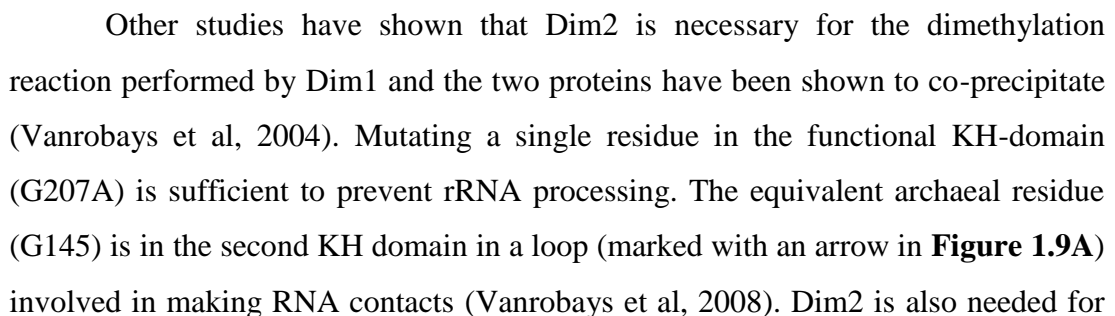 Other studies have shown that Dim2 is necessary for the dimethylation
reaction performed by Dim1 and the two proteins have been shown to co-precipitate
(Vanrobays et al, 2004). Mutating a single residue in the functional KH-domain
(G207A) is sufficient to prevent rRNA processing. The equivalent archaeal residue
(G145) is in the second KH domain in a loop (marked with an arrow in Figure 1.9A)
involved in making RNA contacts (Vanrobays et al, 2008). Dim2 is also needed for